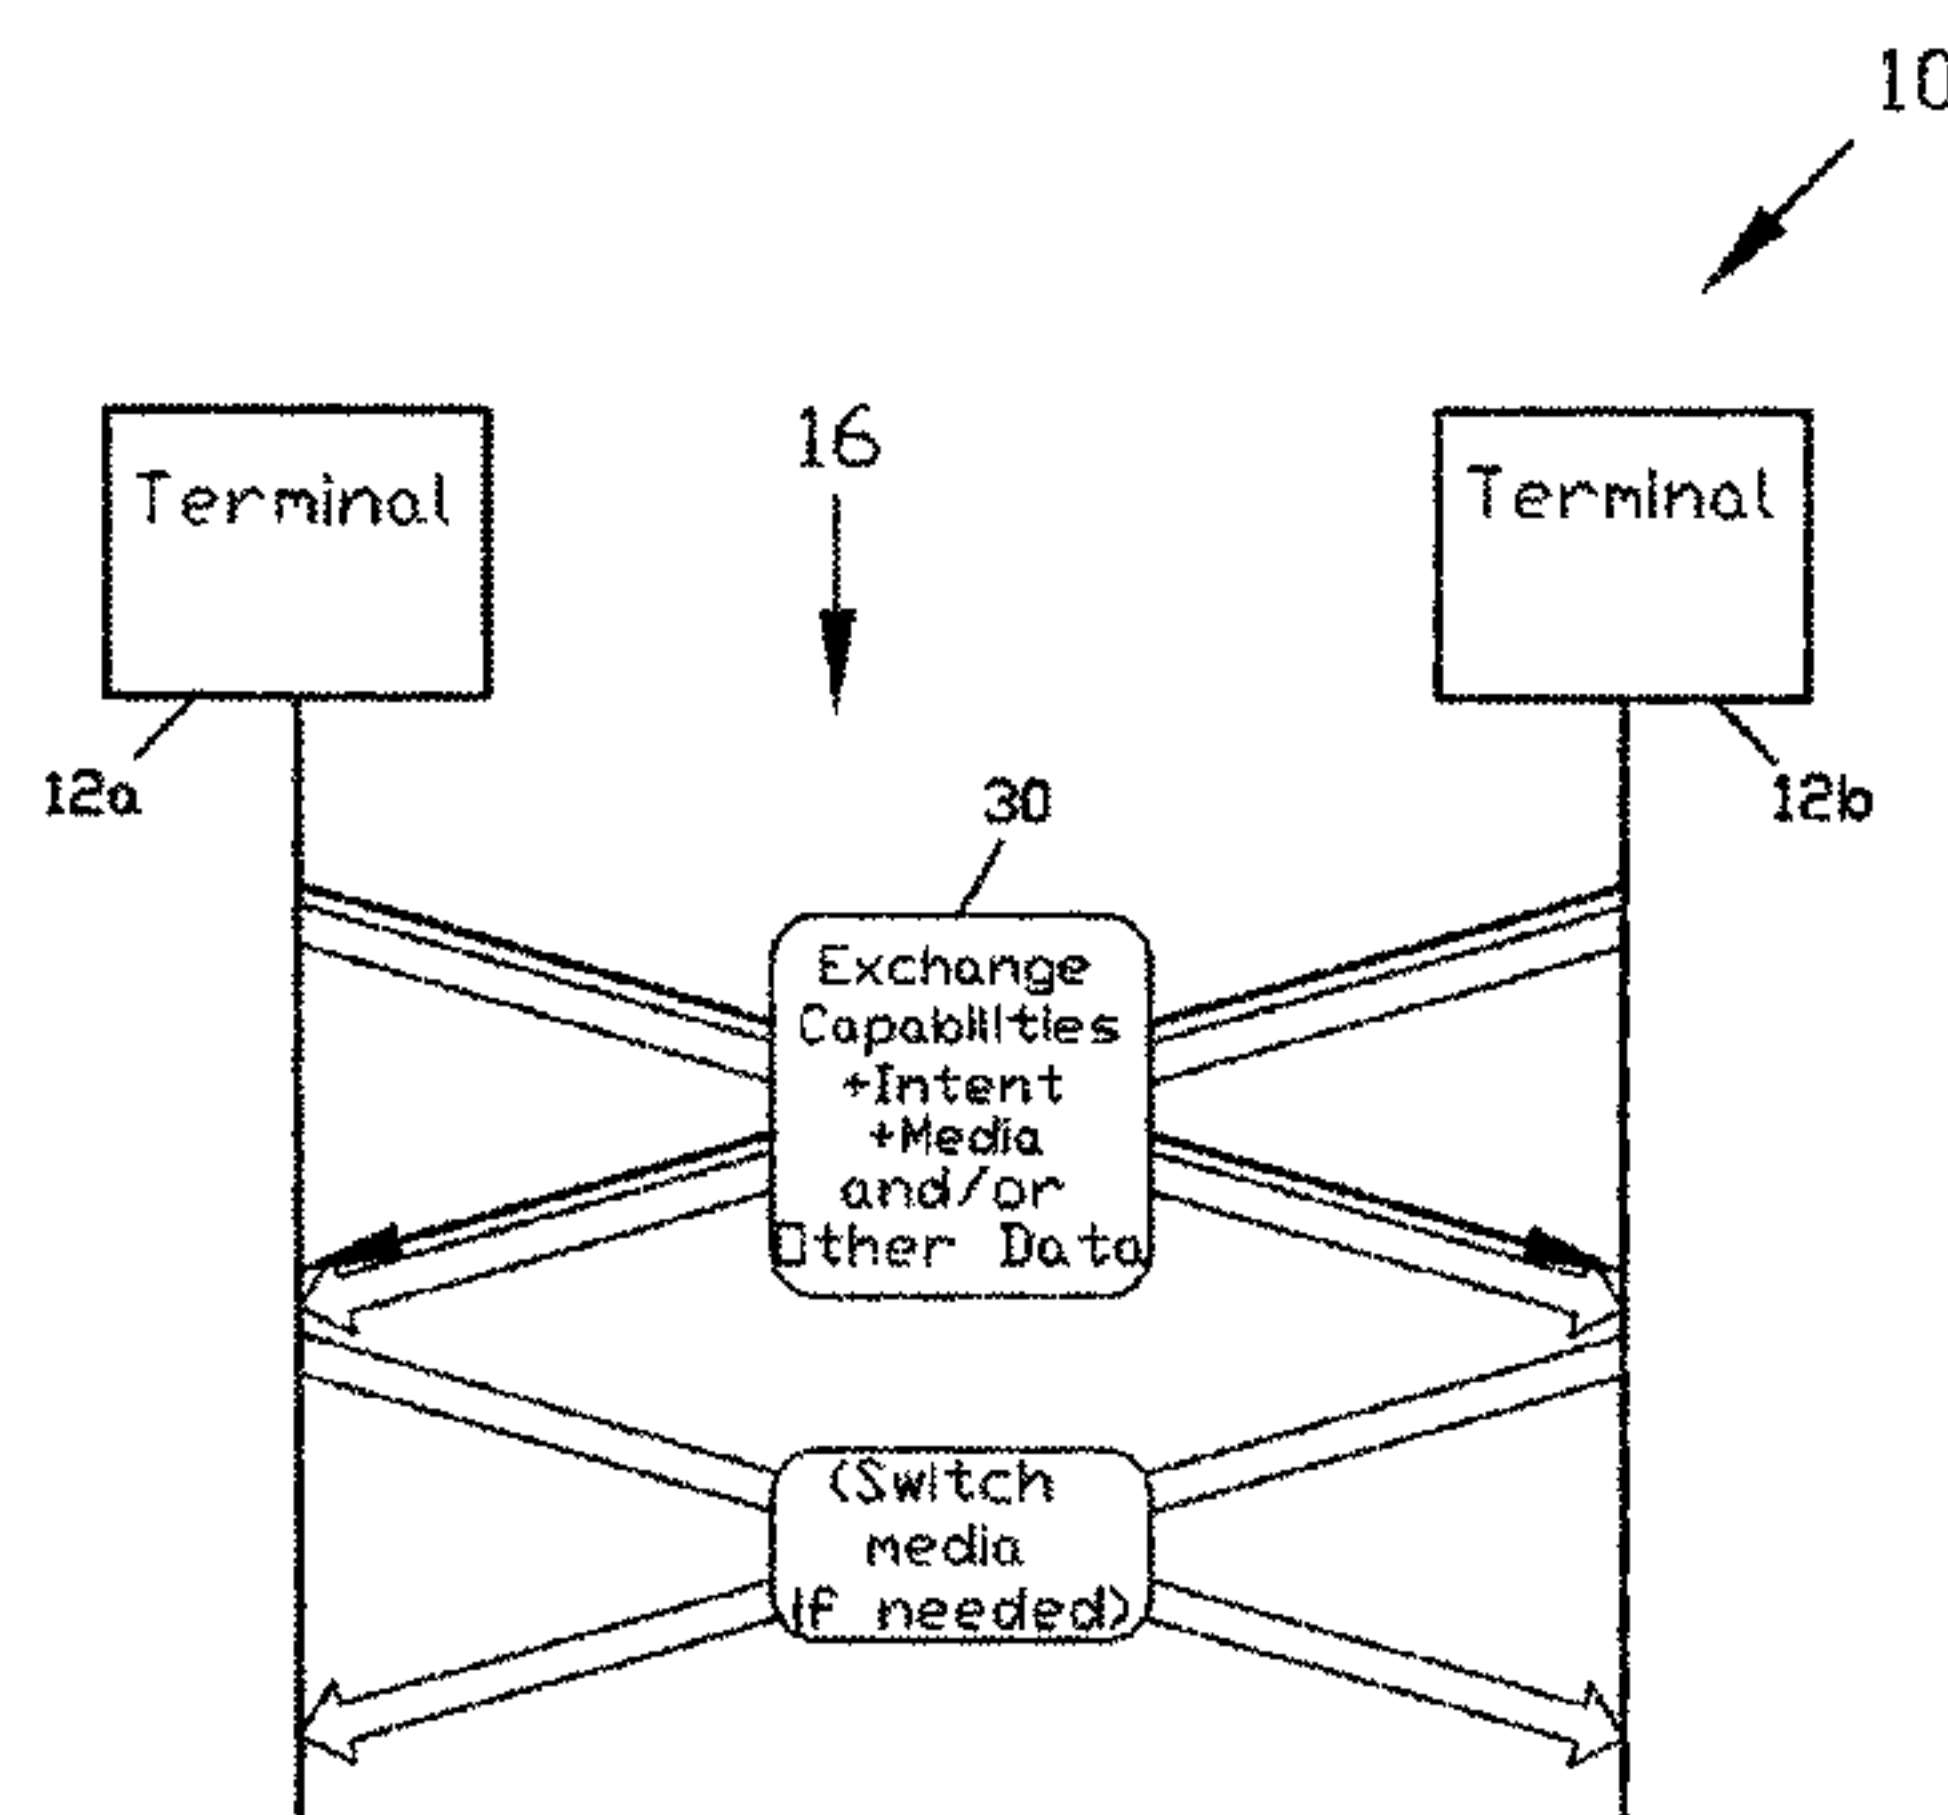 10
16
Terminal
Terminal
12a
12b
30
Exchange
Capabilities
+Intent
+Media
and/or
Other Data
(Switch
media
if needed)